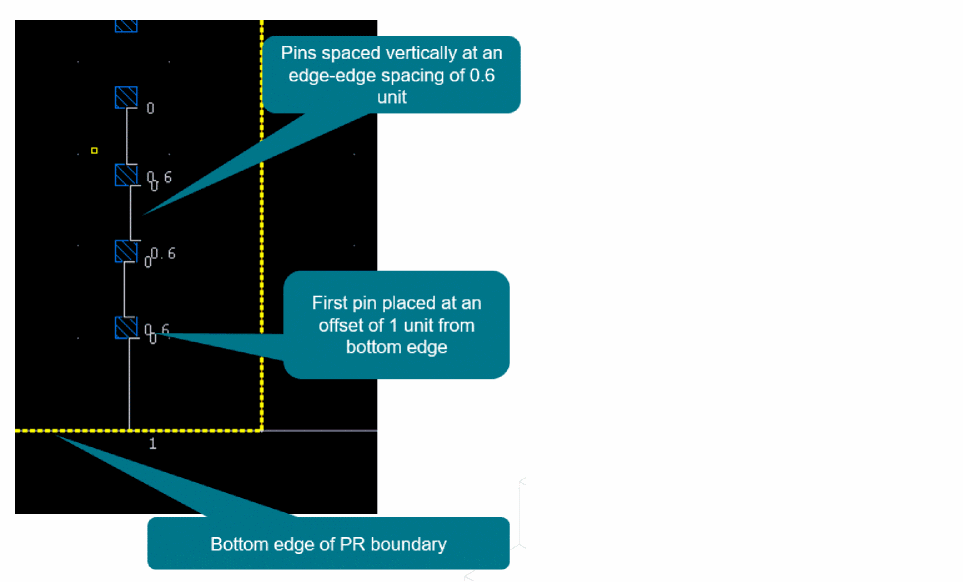 Pins spaced vertically at an
edge-edge spacing of 0.6
unit
0
0.6
0
0.6
0
First pin placed at an
offset of 1 unit from
bottom edge
0.6
0
1
Bottom edge of PR boundary